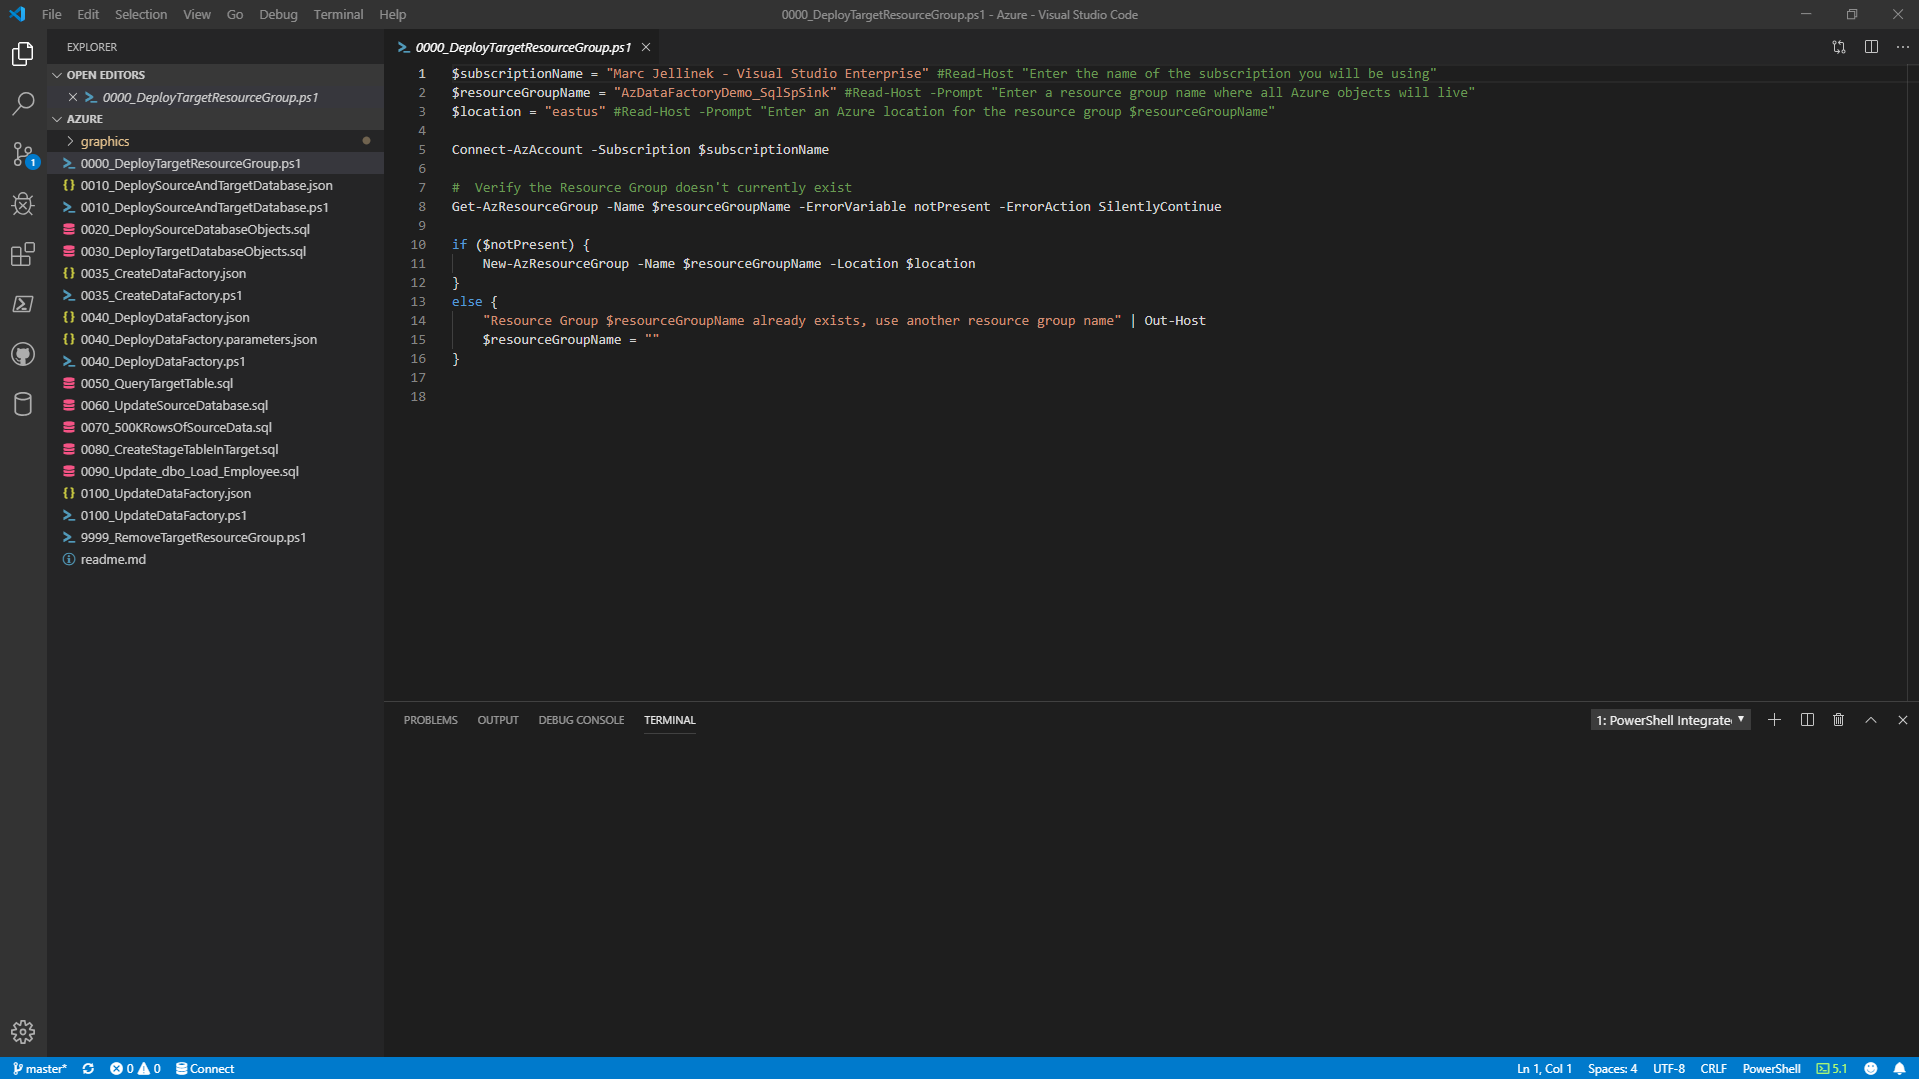 File Edit Selection View Go Debug Terminal Help
0000_DeployTargetResourceGroup.ps1 - Azure - Visual Studio Code
EXPLORER
OPEN EDITORS
0000_DeployTargetResourceGroup.ps1
AZURE
graphics
0000_DeployTargetResourceGroup.ps1
0010_DeploySourceAndTargetDatabase.json
0010_DeploySourceAndTargetDatabase.ps1
0020_DeploySourceDatabaseObjects.sql
0030_DeployTargetDatabaseObjects.sql
0035_CreateDataFactory.json
0035_CreateDataFactory.ps1
0040_DeployDataFactory.json
0040_DeployDataFactory.parameters.json
0040_DeployDataFactory.ps1
0050_QueryTargetTable.sql
0060_UpdateSourceDatabase.sql
0070_500KRowsOfSourceData.sql
0080_CreateStageTableInTarget.sql
0090_Update_dbo_Load_Employee.sql
0100_UpdateDataFactory.json
0100_UpdateDataFactory.ps1
9999_RemoveTargetResourceGroup.ps1
readme.md
1
0000_DeployTargetResourceGroup.ps1
1 $subscriptionName = "Marc Jellinek - Visual Studio Enterprise" #Read-Host "Enter the name of the subscription you will be using"
2 $resourceGroupName = "AzDataFactoryDemo_SqlSpSink" #Read-Host -Prompt "Enter a resource group name where all Azure objects will live"
3 $location = "eastus" #Read-Host -Prompt "Enter an Azure location for the resource group $resourceGroupName"
4
5 Connect-AzAccount -Subscription $subscriptionName
6
7 #  Verify the Resource Group doesn't currently exist
8 Get-AzResourceGroup -Name $resourceGroupName -ErrorVariable notPresent -ErrorAction SilentlyContinue
9
10 if ($notPresent) {
11     New-AzResourceGroup -Name $resourceGroupName -Location $location
12 }
13 else {
14     "Resource Group $resourceGroupName already exists, use another resource group name" | Out-Host
15     $resourceGroupName = ""
16 }
17
18
PROBLEMS OUTPUT DEBUG CONSOLE TERMINAL
1: PowerShell Integrate
master* 0 0 Connect
Ln 1, Col 1 Spaces: 4 UTF-8 CRLF PowerShell 5.1